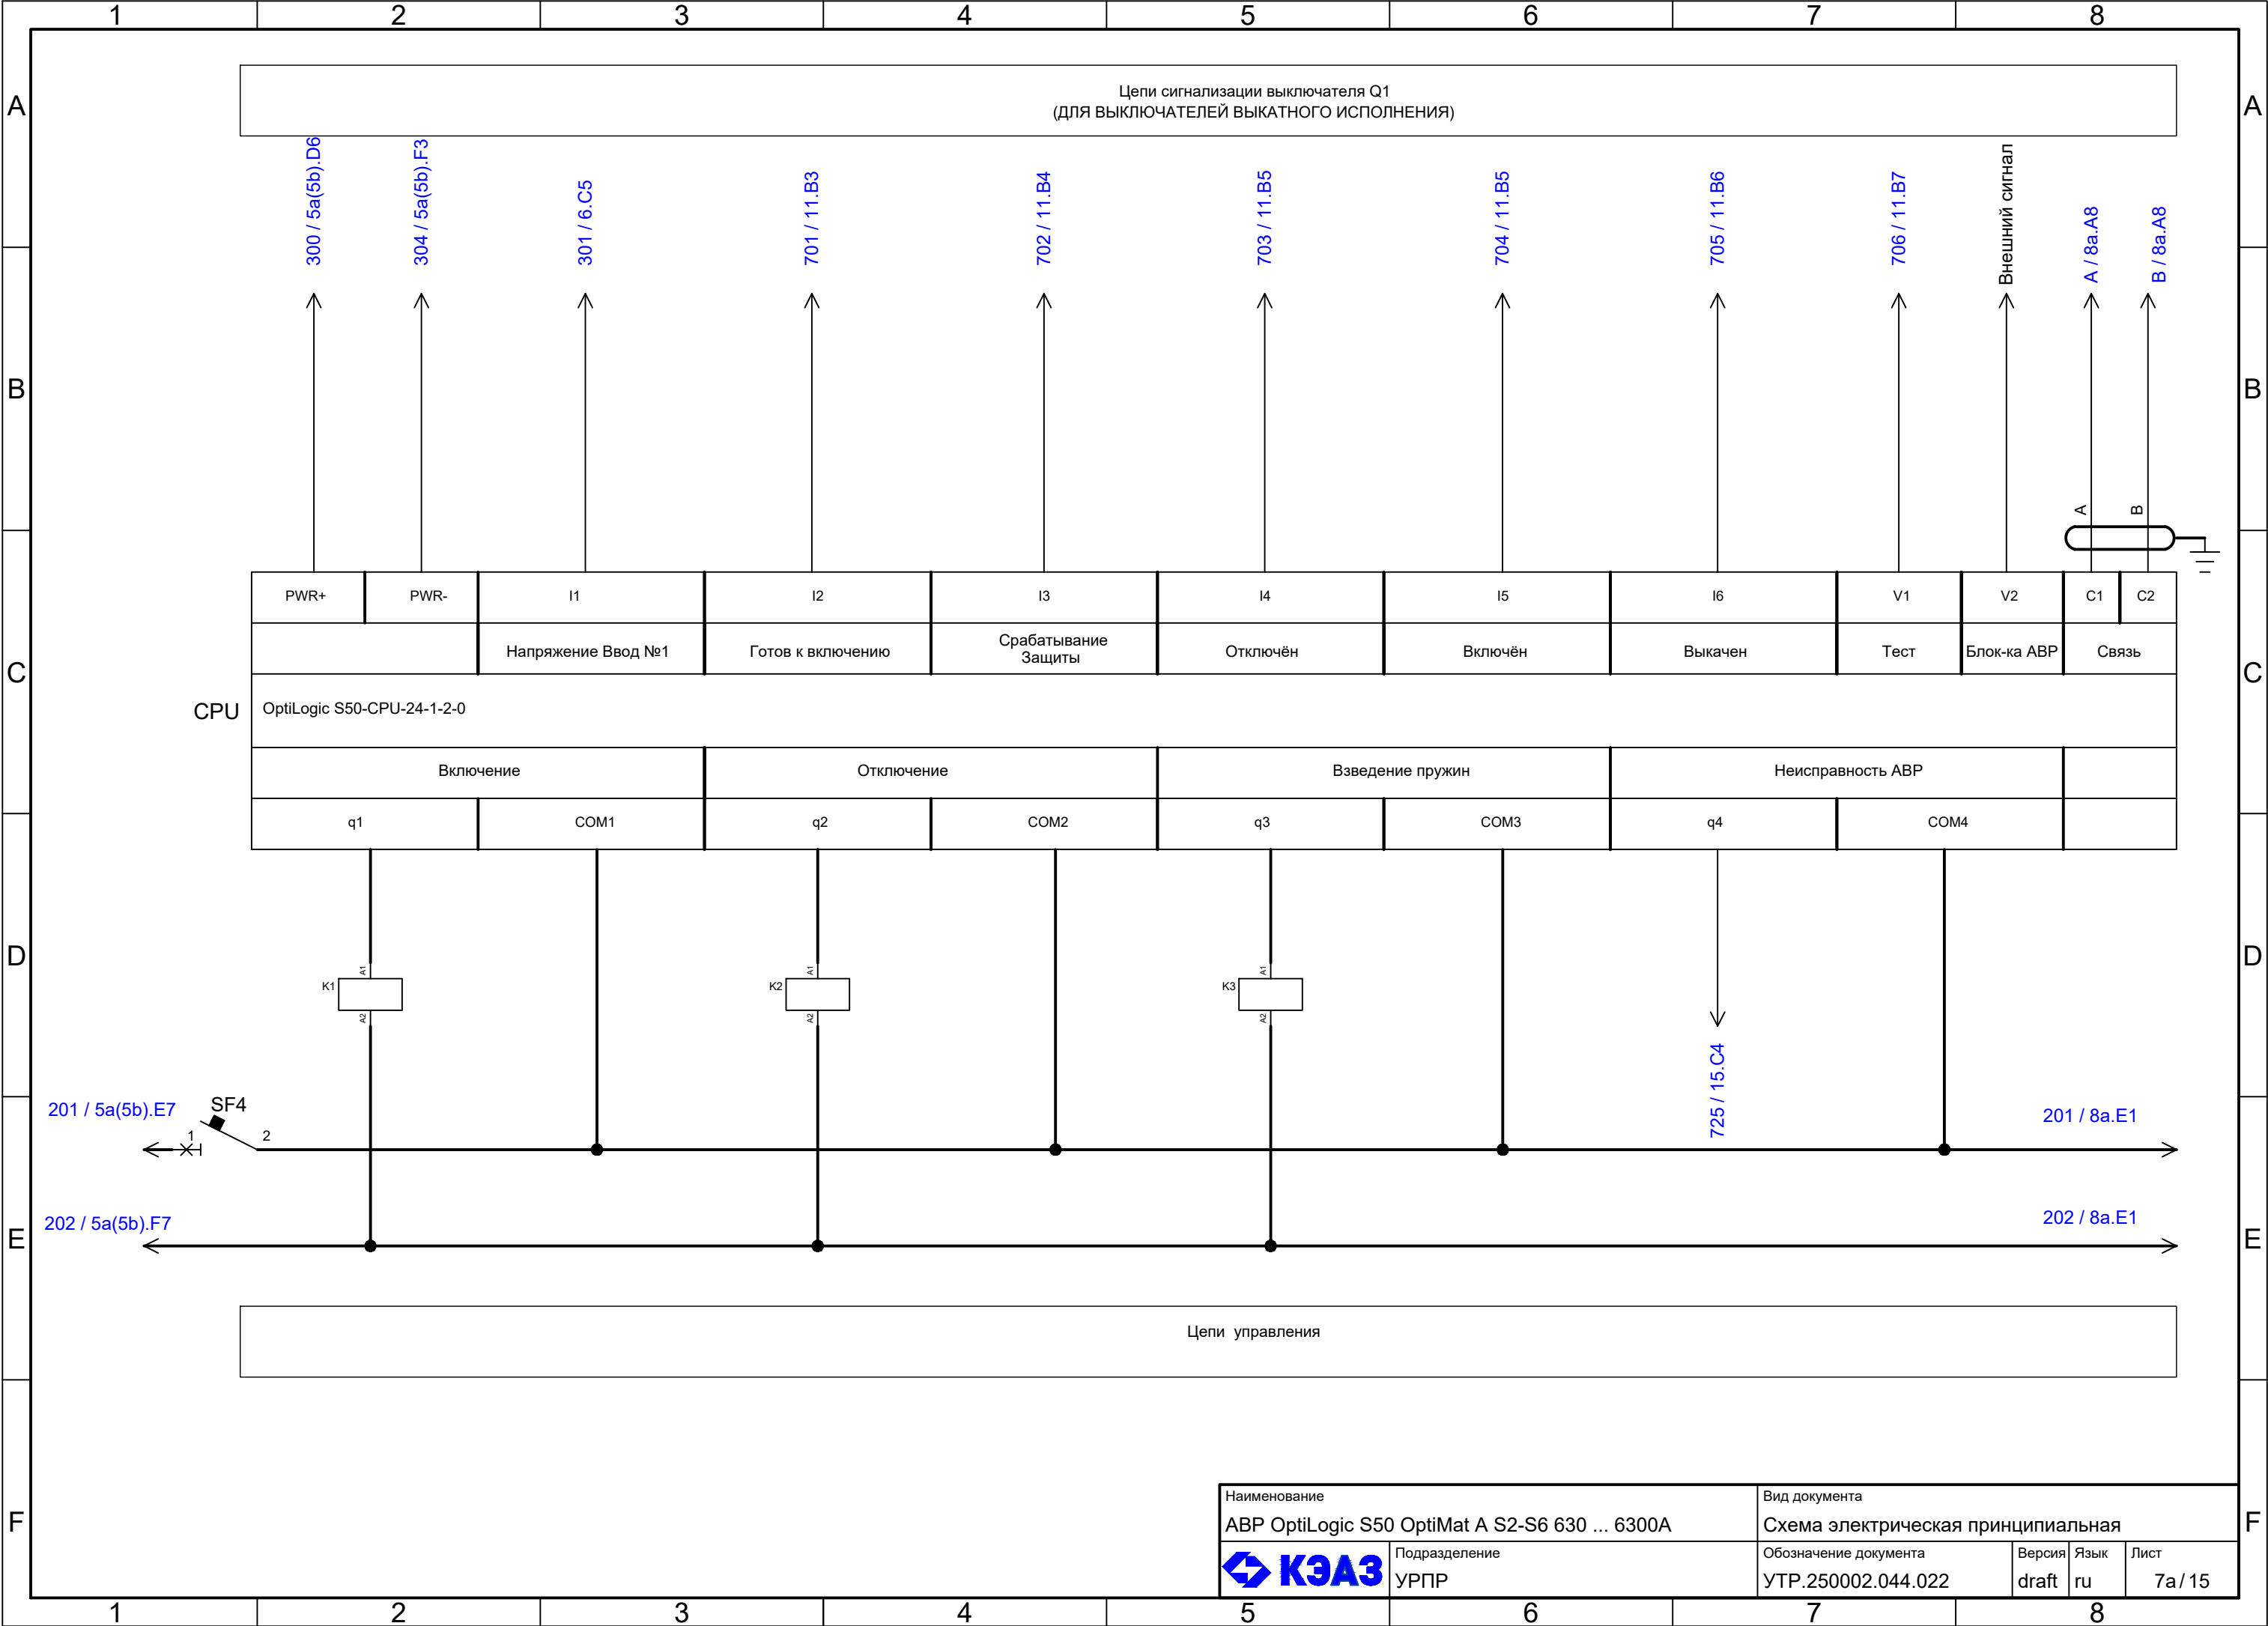 1 2 3 4 5 6 7 8
A A
Цепи сигнализации выключателя Q1
(ДЛЯ ВЫКЛЮЧАТЕЛЕЙ ВЫКАТНОГО ИСПОЛНЕНИЯ)
300 / 5a(5b).D6
304 / 5a(5b).F3
301 / 6.C5
701 / 11.B3
702 / 11.B4
703 / 11.B5
704 / 11.B5
705 / 11.B6
706 / 11.B7
Внешний сигнал
A / 8a.A8
B / 8a.A8
B B
A B
PWR+ PWR- I1 I2 I3 I4 I5 I6 V1 V2 C1 C2
Напряжение Ввод №1
Готов к включению
Срабатывание
Защиты
Отключён
Включён
Выкачен
Тест
Блок-ка АВР
Связь
C C
CPU
OptiLogic S50-CPU-24-1-2-0
Включение Отключение Взведение пружин Неисправность АВР
q1 COM1 q2 COM2 q3 COM3 q4 COM4
D D
A1 A1 A1
K1 K2 K3
A2 A2 A2
725 / 15.C4
201 / 5a(5b).E7
SF4
1 2
201 / 8a.E1
202 / 5a(5b).F7
202 / 8a.E1
E E
Цепи управления
F F
Наименование
АВР OptiLogic S50 OptiMat A S2-S6 630 ... 6300A
Вид документа
Схема электрическая принципиальная
КЭАЗ
Подразделение
УРПР
Обозначение документа
УТР.250002.044.022
Версия
draft
Язык
ru
Лист
7a / 15
1 2 3 4 5 6 7 8